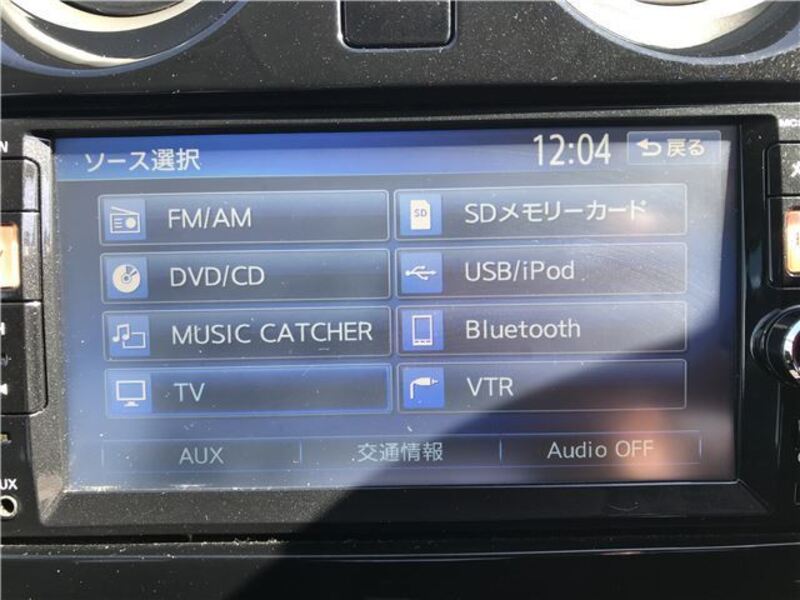 ソース選択 12:04 戻る
FM/AM SDメモリーカード
DVD/CD USB/iPod
MUSIC CATCHER Bluetooth
TV VTR
AUX 交通情報 Audio OFF